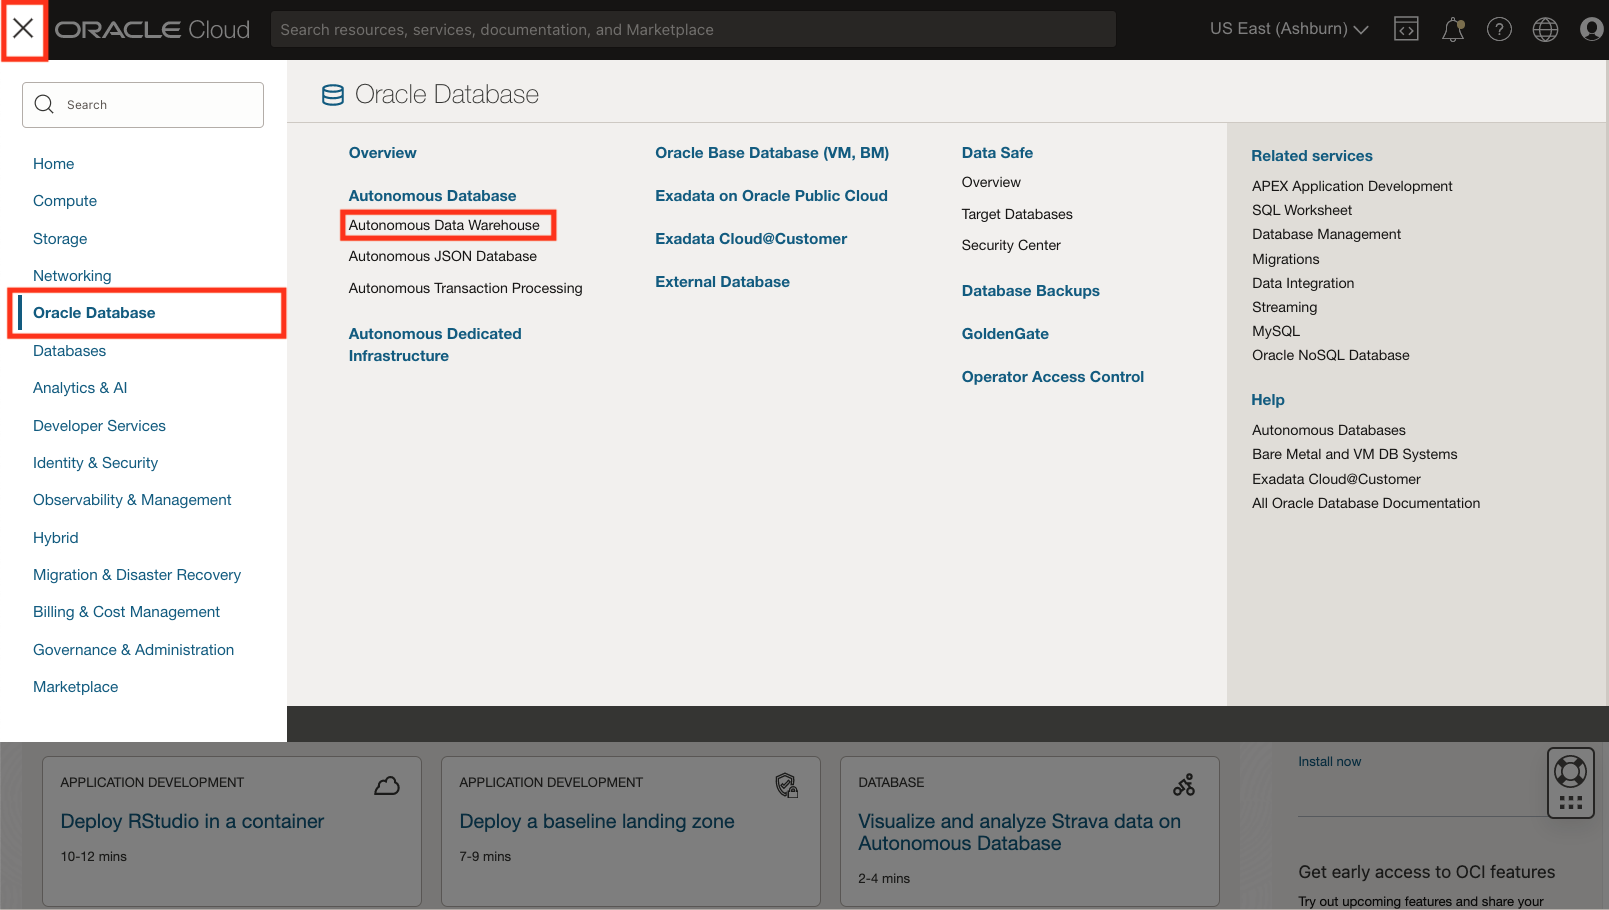 ORACLE Cloud
Search resources, services, documentation, and Marketplace
US East (Ashburn)
Search
Home
Compute
Storage
Networking
Oracle Database
Databases
Analytics & AI
Developer Services
Identity & Security
Observability & Management
Hybrid
Migration & Disaster Recovery
Billing & Cost Management
Governance & Administration
Marketplace
Oracle Database
Overview
Autonomous Database
Autonomous Data Warehouse
Autonomous JSON Database
Autonomous Transaction Processing
Autonomous Dedicated
Infrastructure
Oracle Base Database (VM, BM)
Exadata on Oracle Public Cloud
Exadata Cloud@Customer
External Database
Data Safe
Overview
Target Databases
Security Center
Database Backups
GoldenGate
Operator Access Control
Related services
APEX Application Development
SQL Worksheet
Database Management
Migrations
Data Integration
Streaming
MySQL
Oracle NoSQL Database
Help
Autonomous Databases
Bare Metal and VM DB Systems
Exadata Cloud@Customer
All Oracle Database Documentation
APPLICATION DEVELOPMENT
Deploy RStudio in a container
10-12 mins
APPLICATION DEVELOPMENT
Deploy a baseline landing zone
7-9 mins
DATABASE
Visualize and analyze Strava data on
Autonomous Database
2-4 mins
Install now
Get early access to OCI features
Try out upcoming features and share your